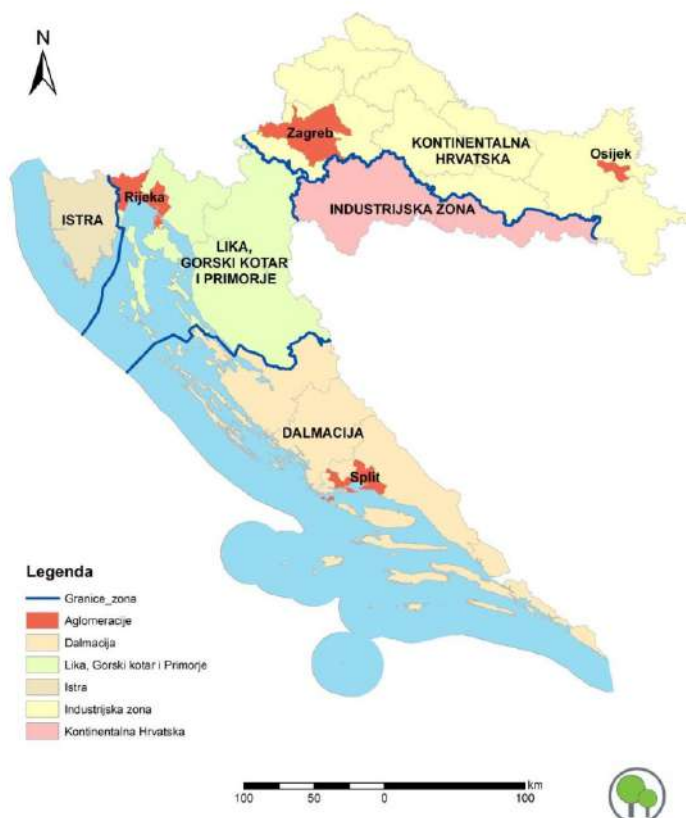 N
Zagreb
KONTINENTALNA
HRVATSKA
Osijek
Rijeka
ISTRA
INDUSTRIJSKA ZONA
LIKA,
GORSKI KOTAR
I PRIMORJE
DALMACIJA
Split
Legenda
Granice_zona
Aglomeracije
Dalmacija
Lika, Gorski kotar i Primorje
Istra
Industrijska zona
Kontinentalna Hrvatska
km
100 50 0 100